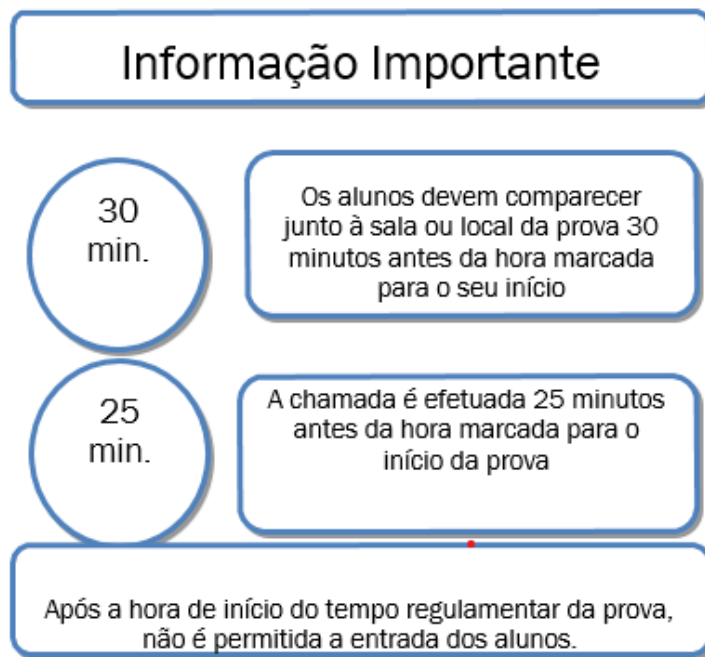 Informação Importante
30
min.
Os alunos devem comparecer
junto à sala ou local da prova 30
minutos antes da hora marcada
para o seu início
25
min.
A chamada é efetuada 25 minutos
antes da hora marcada para o
início da prova
Após a hora de início do tempo regulamentar da prova,
não é permitida a entrada dos alunos.